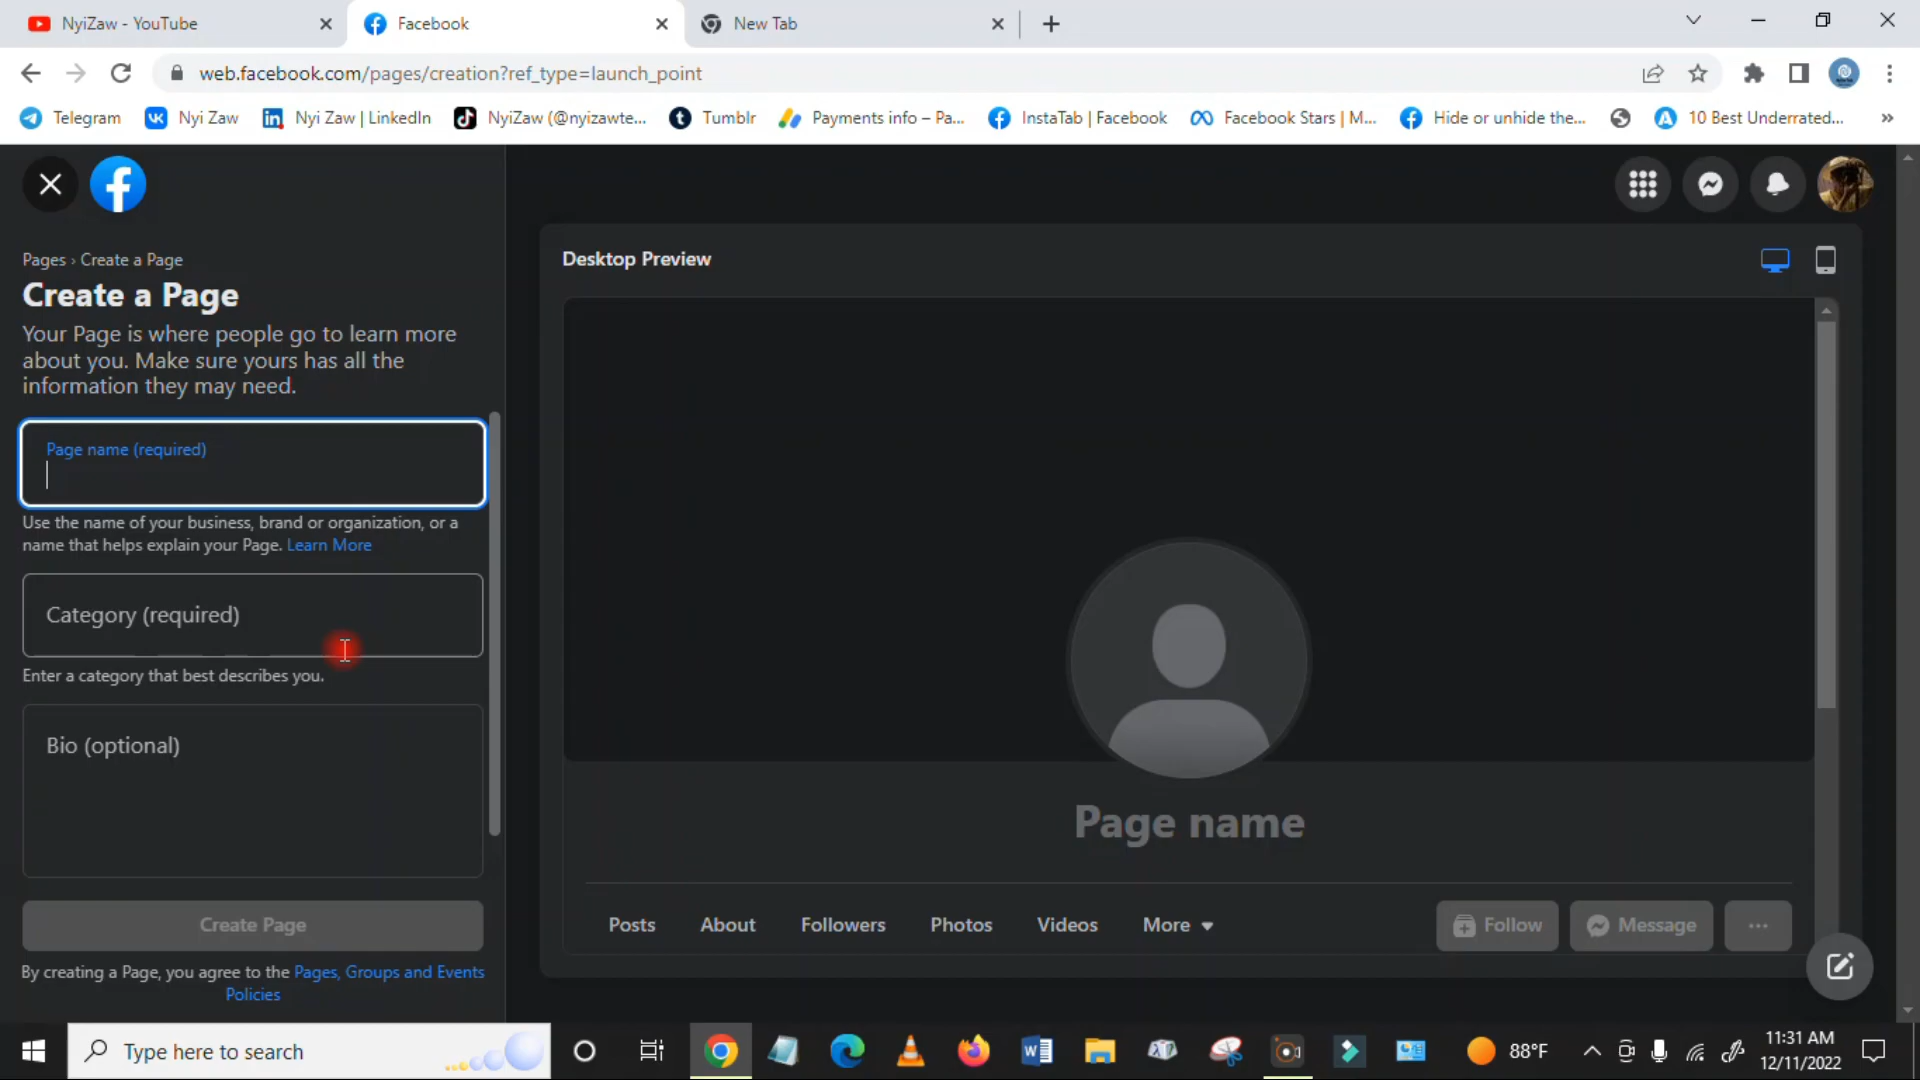 NyiZaw - YouTube
Facebook
New Tab
web.facebook.com/pages/creation?ref_type=launch_point
Telegram
Nyi Zaw
Nyi Zaw | LinkedIn
NyiZaw (@nyizawte...
Tumblr
Payments info – Pa...
InstaTab | Facebook
Facebook Stars | M...
Hide or unhide the...
10 Best Underrated...
Pages › Create a Page
Create a Page
Your Page is where people go to learn more
about you. Make sure yours has all the
information they may need.
Page name (required)
Use the name of your business, brand or organization, or a
name that helps explain your Page. Learn More
Category (required)
Enter a category that best describes you.
Bio (optional)
Create Page
By creating a Page, you agree to the Pages, Groups and Events
Policies
Desktop Preview
Page name
Posts
About
Followers
Photos
Videos
More
Follow
Message
...
Type here to search
88°F
11:31 AM
12/11/2022